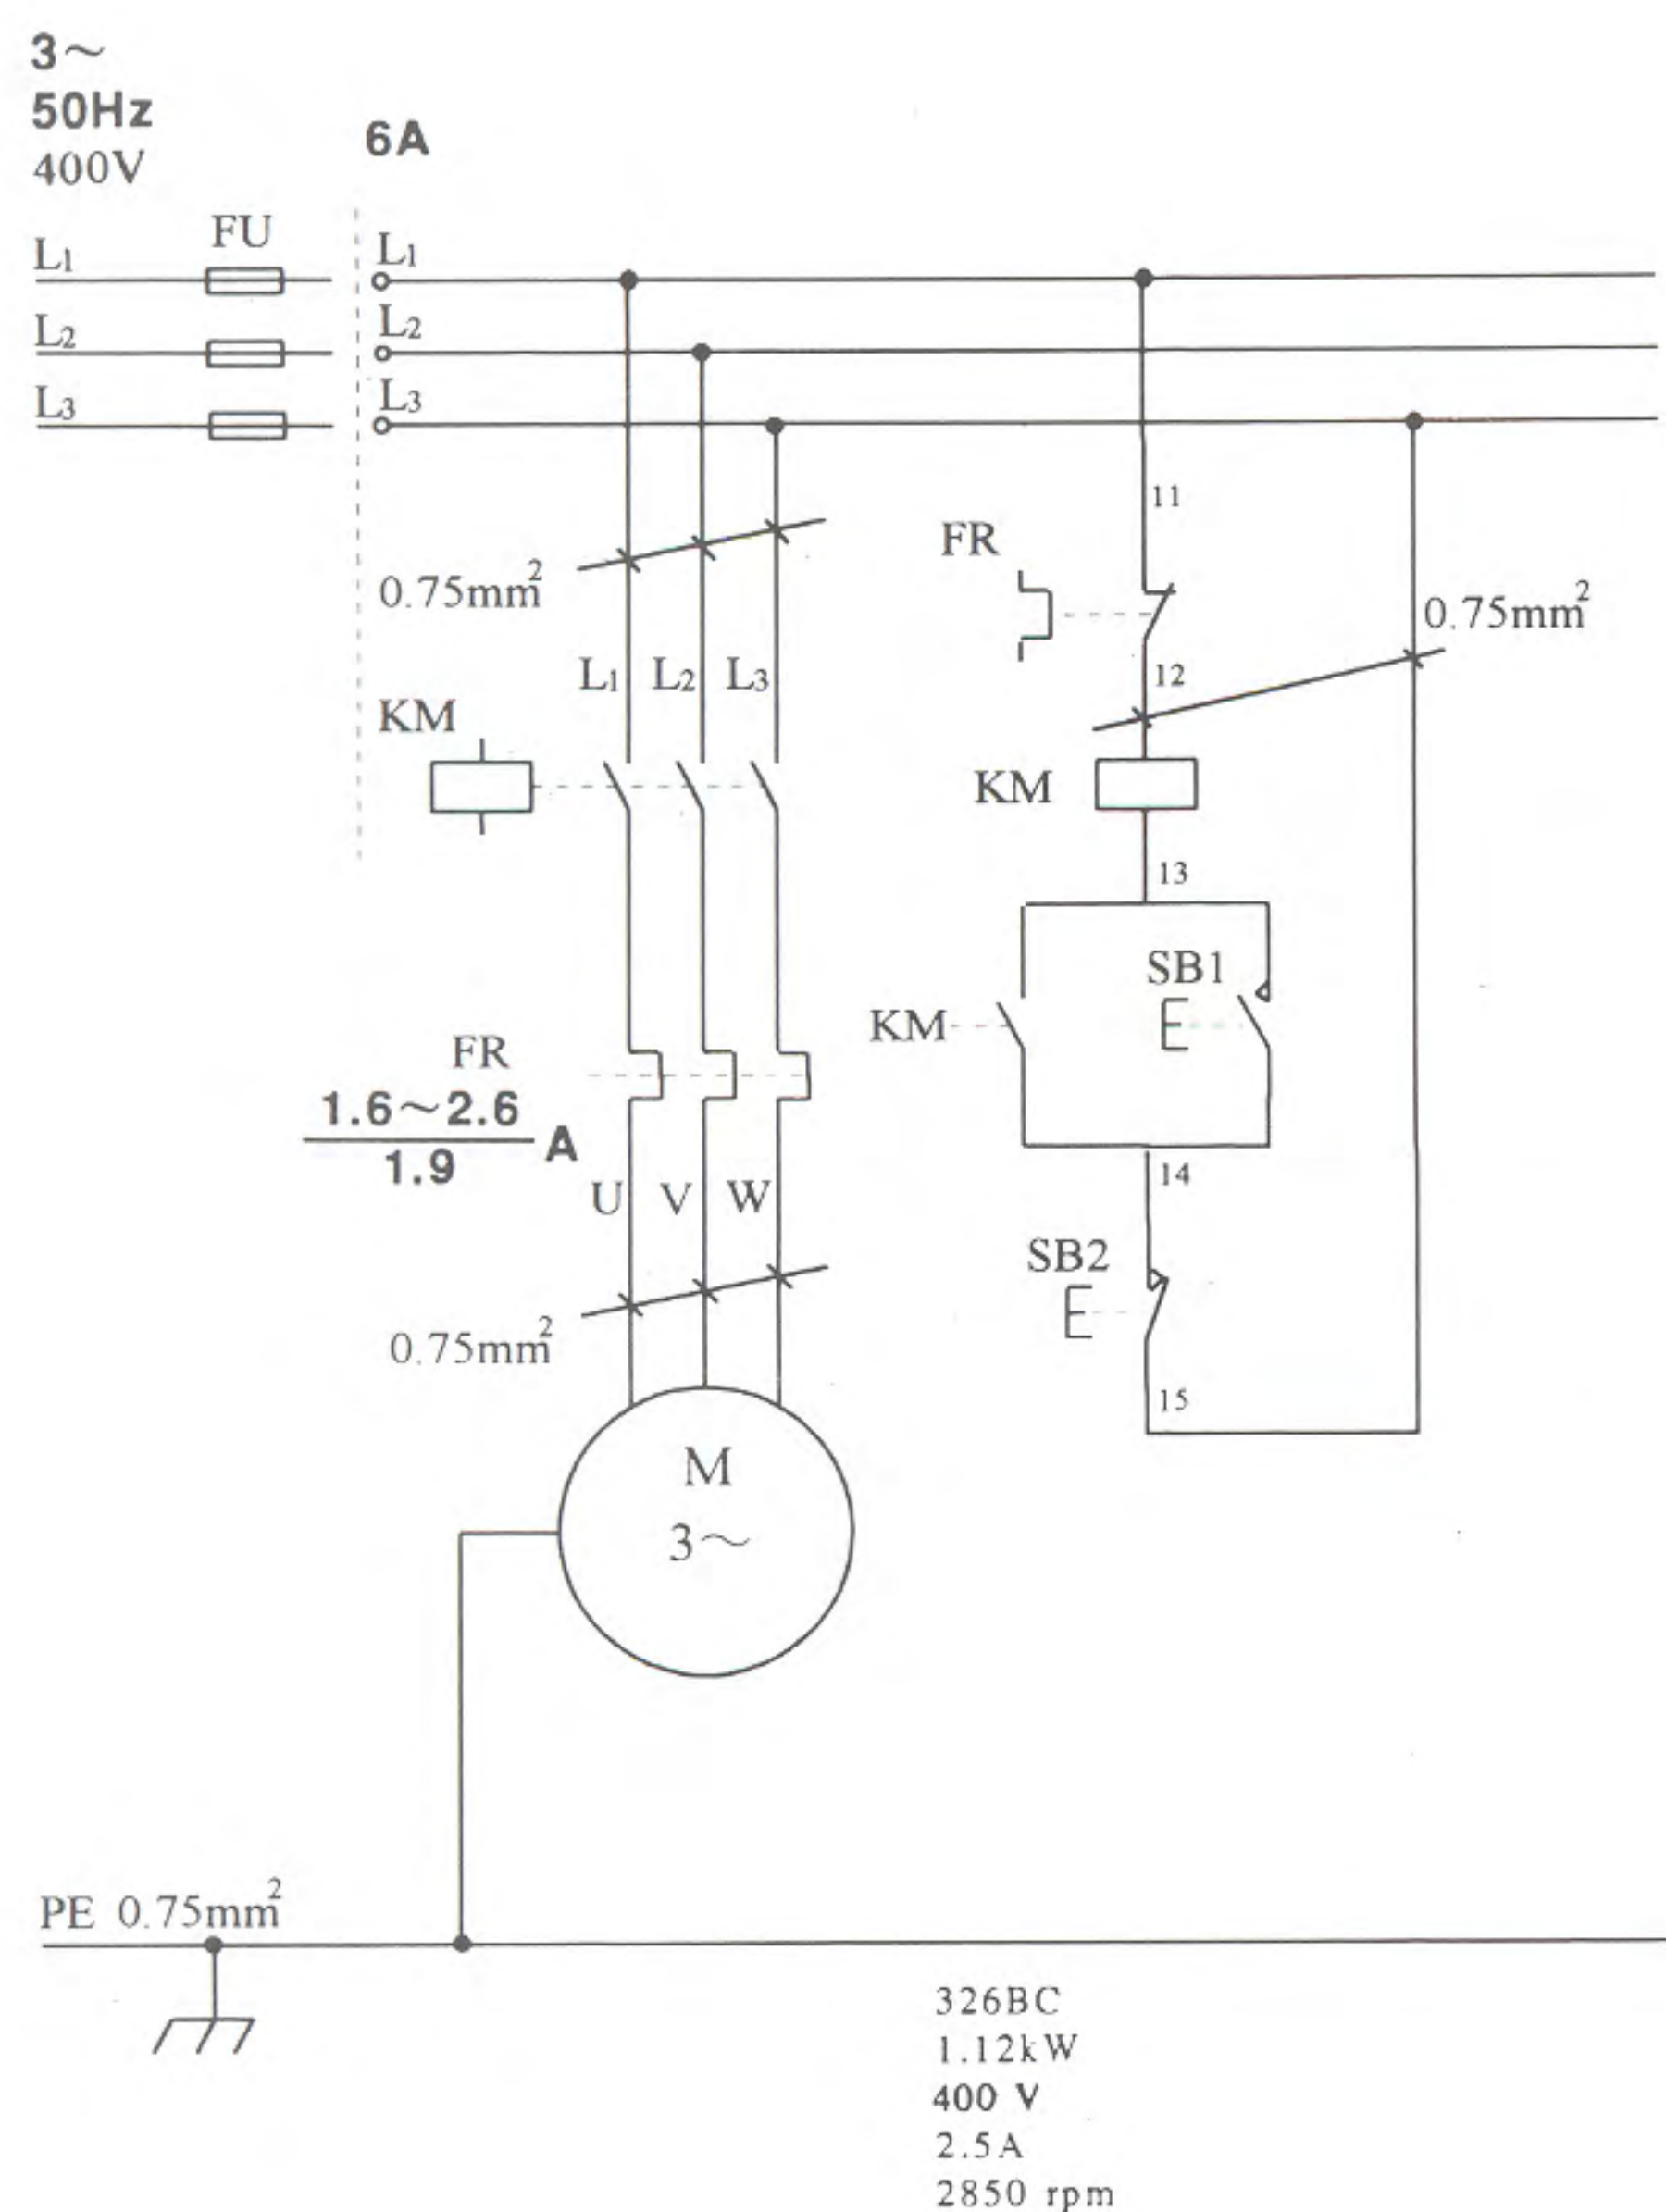 3~
50Hz
400V
6A
FU
L1
L2
L3
L1
L2
L3
0.75mm²
L1 L2 L3
KM
FR
1.6~2.6
1.9
A
U V W
0.75mm²
M
3~
11
FR
0.75mm²
12
KM
13
SB1
KM
14
SB2
15
PE 0.75mm²
326BC
1.12kW
400 V
2.5A
2850 rpm